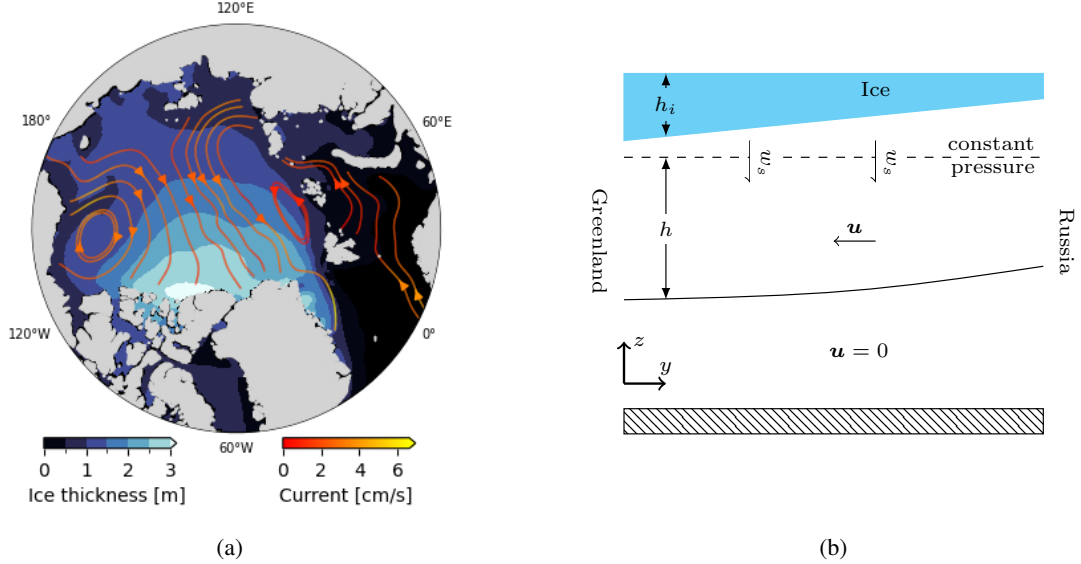 120°E
180°
60°E
120°W
0°
60°W
0 1 2 3
Ice thickness [m]
0 2 4 6
Current [cm/s]
(a)
Ice
h_i
constant
pressure
w_s
w_s
Greenland
h
u
Russia
z
y
u = 0
(b)